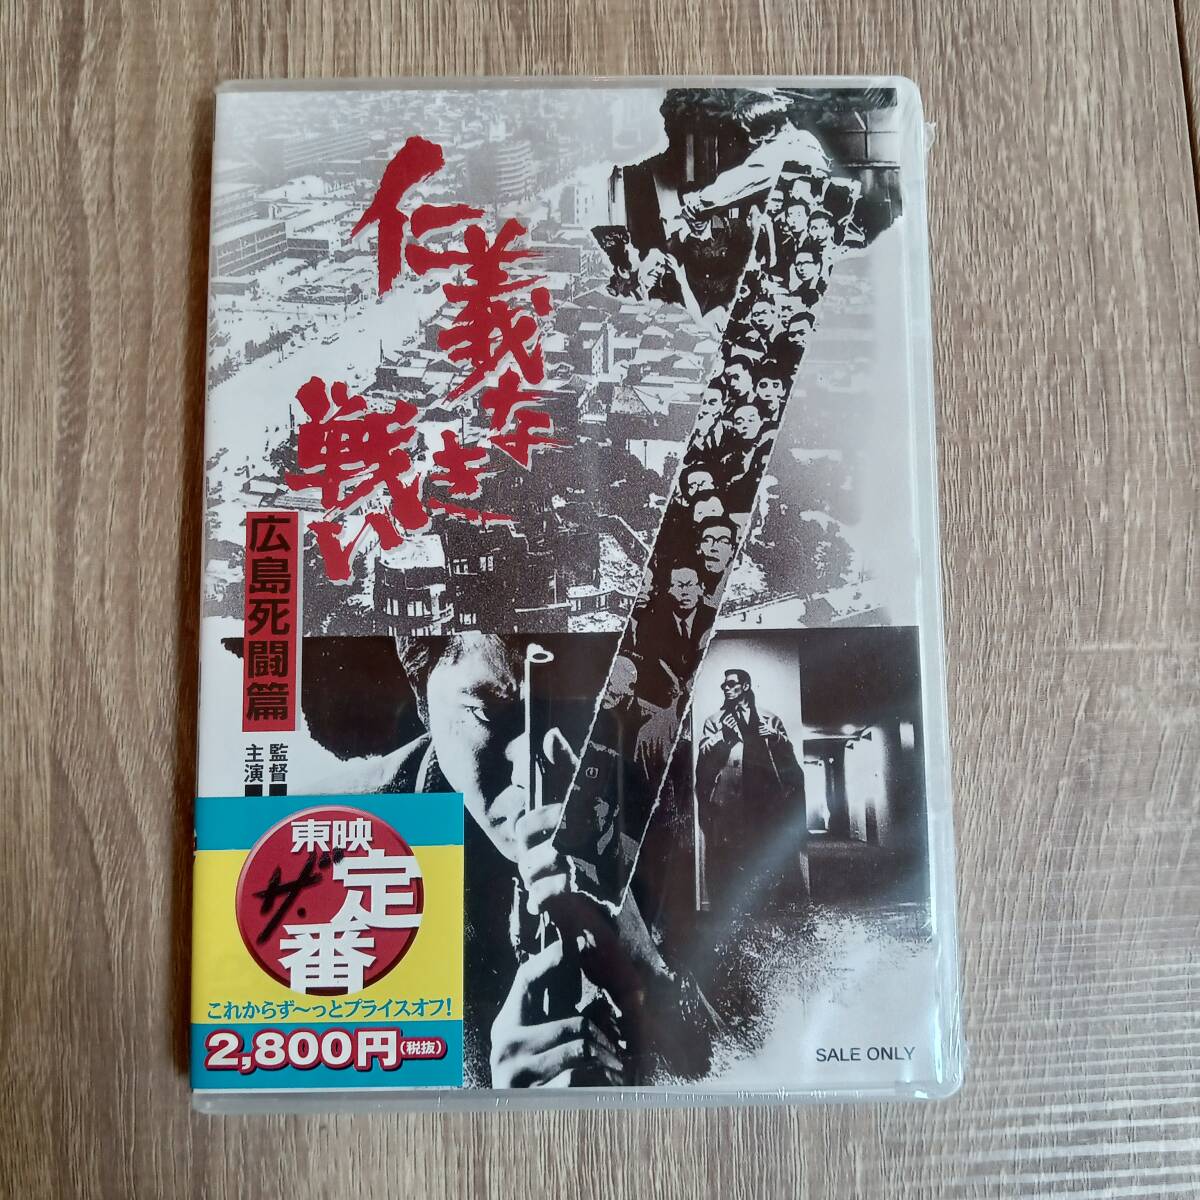 仁義なき
戦い
広島死闘篇
監督
主演
東映
ザ・定番
これからず〜っとプライスオフ!
2,800円(税抜)
SALE ONLY